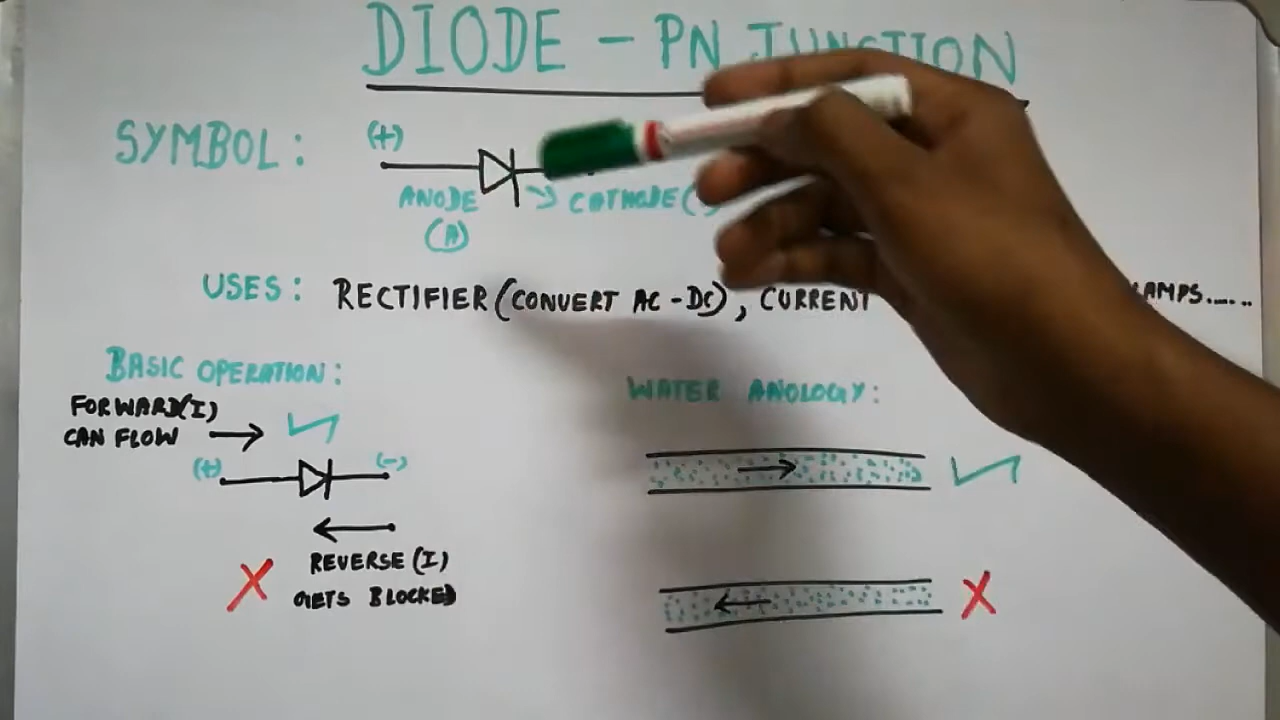 DIODE - PN JUNCTION
SYMBOL:
(+)
ANODE
(A)
CATHODE(
USES: RECTIFIER (CONVERT AC - DC), CURRENT
BASIC OPERATION:
FORWARD(I)
CAN FLOW
(+) (-)
REVERSE (I)
GETS BLOCKED
X
WATER ANOLOGY:
X